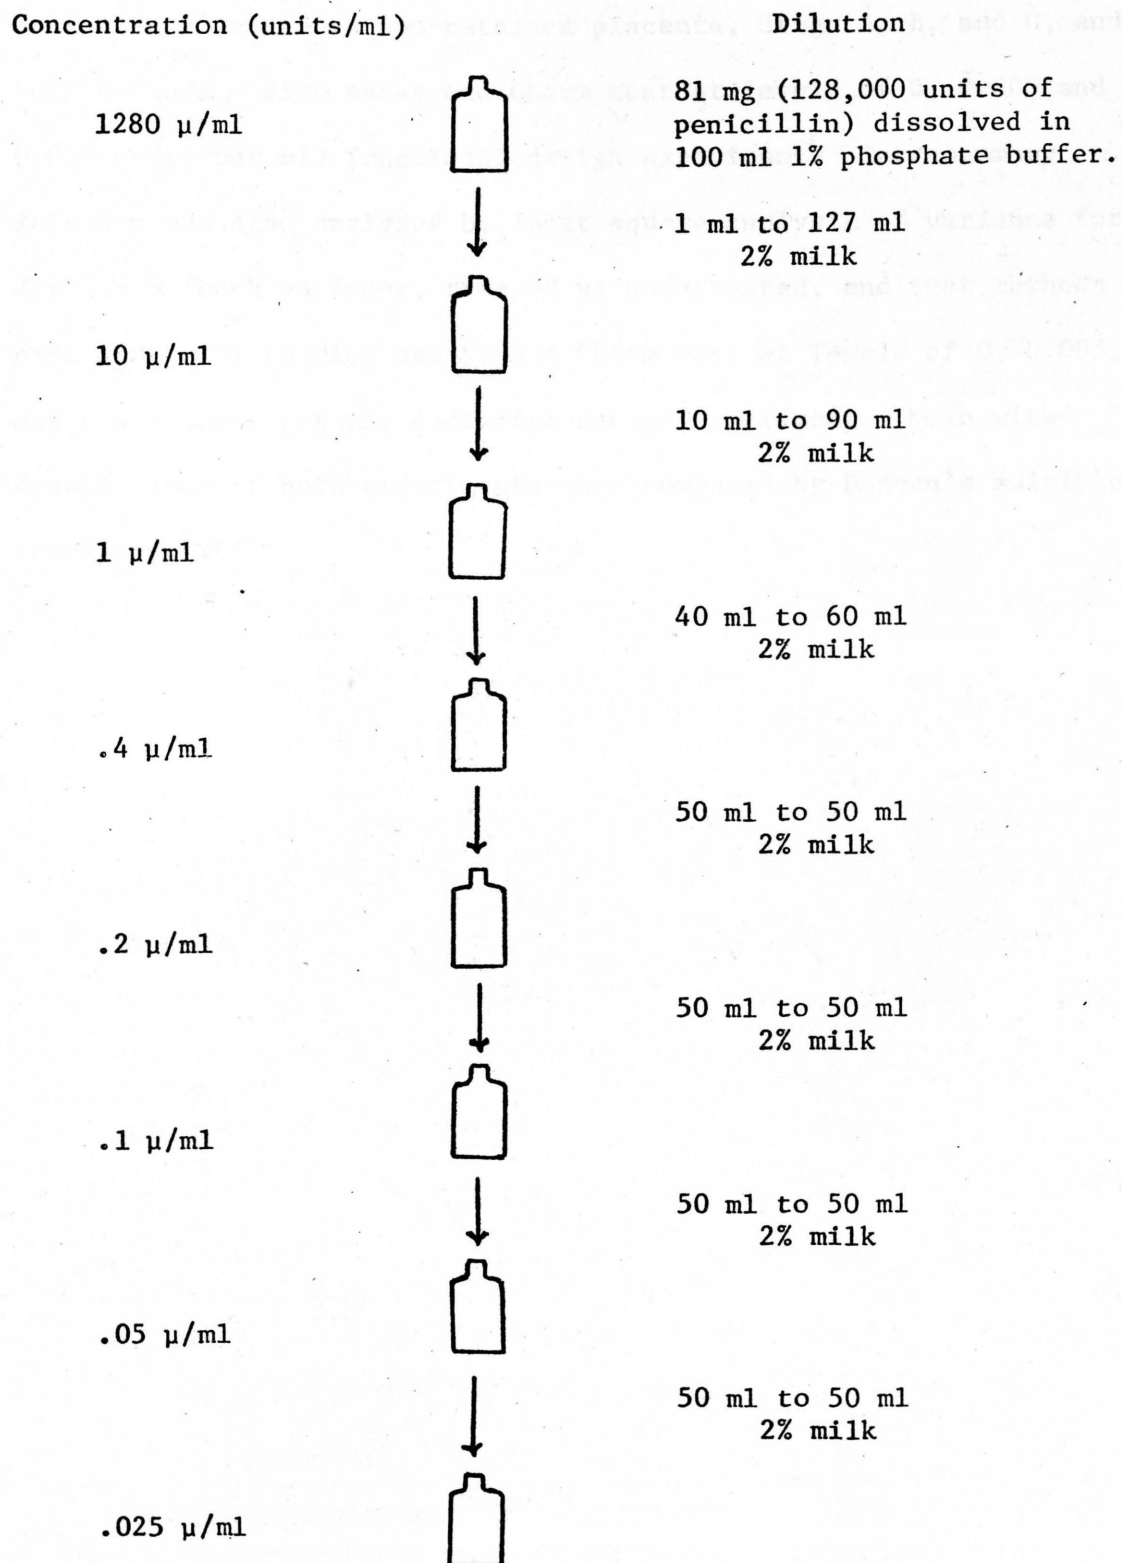 Concentration (units/ml) Dilution
1280 µ/ml
81 mg (128,000 units of
penicillin) dissolved in
100 ml 1% phosphate buffer.
1 ml to 127 ml
2% milk
10 µ/ml
10 ml to 90 ml
2% milk
1 µ/ml
40 ml to 60 ml
2% milk
.4 µ/ml
50 ml to 50 ml
2% milk
.2 µ/ml
50 ml to 50 ml
2% milk
.1 µ/ml
50 ml to 50 ml
2% milk
.05 µ/ml
50 ml to 50 ml
2% milk
.025 µ/ml